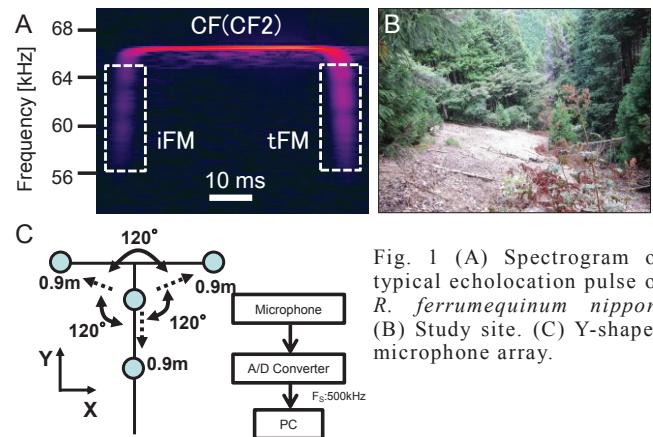 A
68
64
60
56
Frequency [kHz]
CF(CF2)
iFM
tFM
10 ms
B
C
120°
0.9m
0.9m
120°
120°
0.9m
Y
X
Microphone
A/D Converter
FS:500kHz
PC
Fig. 1 (A) Spectrogram o
typical echolocation pulse o
R. ferrumequinum nippon
(B) Study site. (C) Y-shape
microphone array.